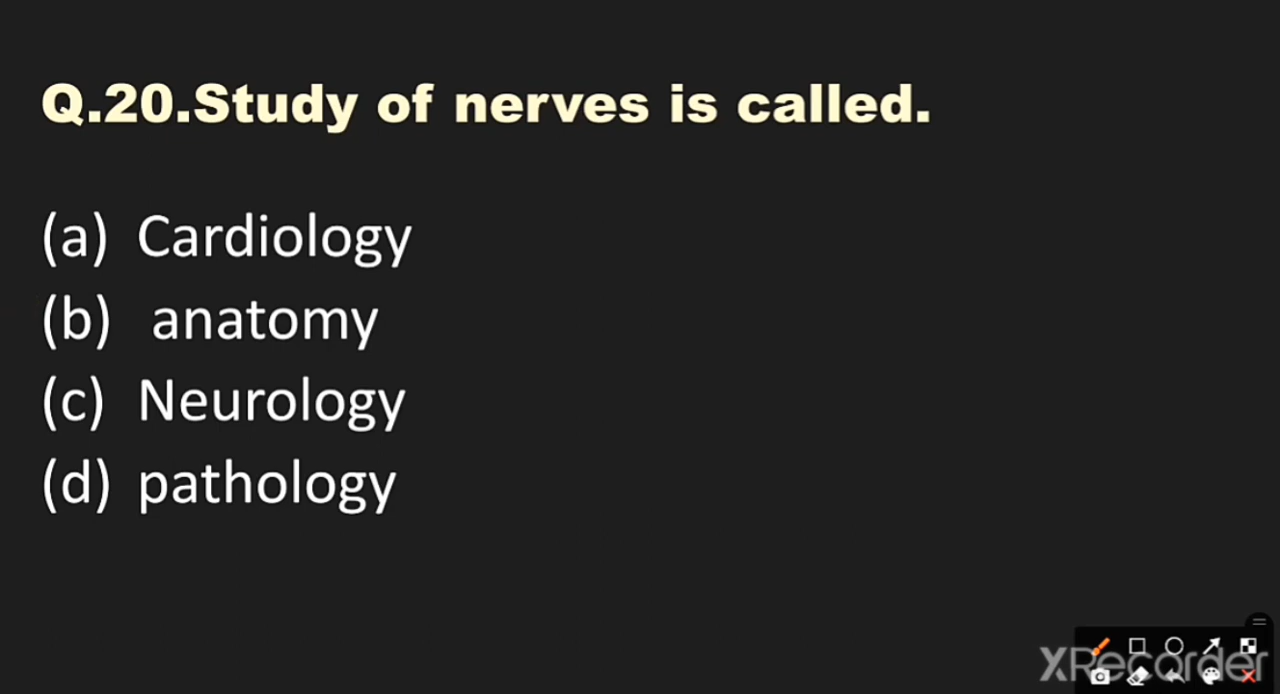 Q.20.Study of nerves is called.
(a) Cardiology
(b) anatomy
(c) Neurology
(d) pathology
XRecorder